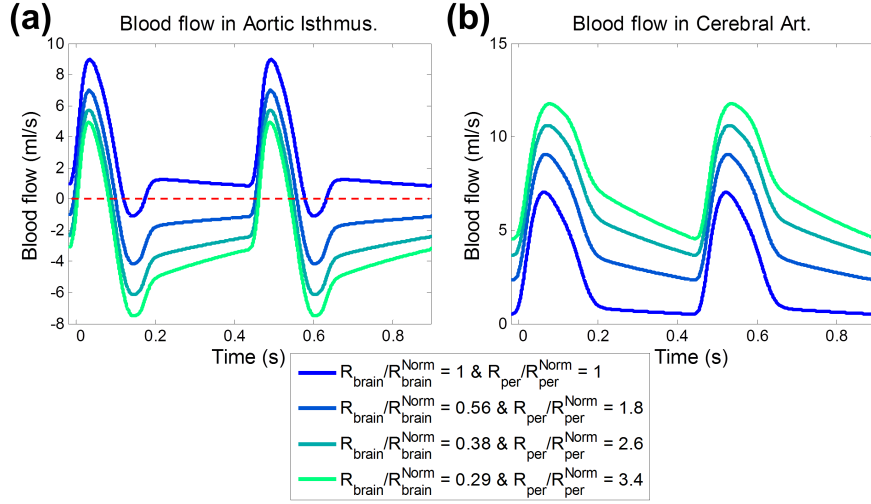 (a)
Blood flow in Aortic Isthmus.
Blood flow (ml/s)
10
8
6
4
2
0
-2
-4
-6
-8
0 0.2 0.4 0.6 0.8
Time (s)
(b)
Blood flow in Cerebral Art.
Blood flow (ml/s)
15
10
5
0
0 0.2 0.4 0.6 0.8
Time (s)
R_brain/R_brain^Norm = 1 & R_per/R_per^Norm = 1
R_brain/R_brain^Norm = 0.56 & R_per/R_per^Norm = 1.8
R_brain/R_brain^Norm = 0.38 & R_per/R_per^Norm = 2.6
R_brain/R_brain^Norm = 0.29 & R_per/R_per^Norm = 3.4